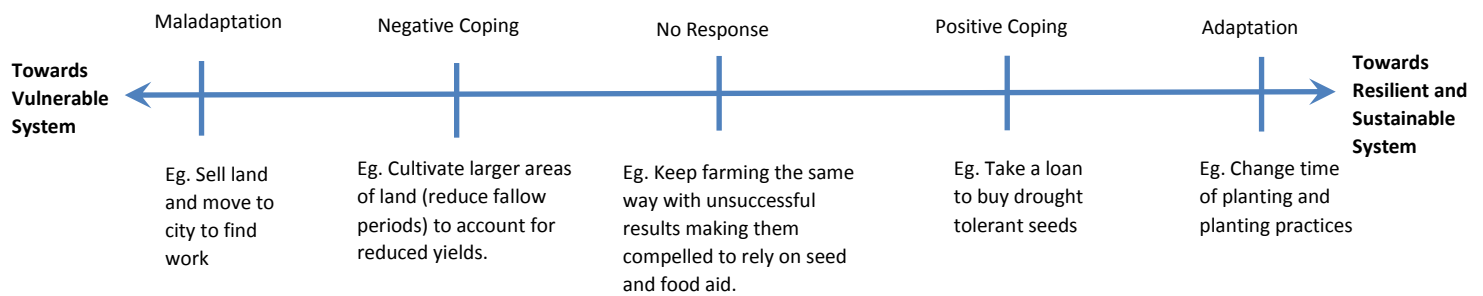 Maladaptation
Negative Coping
No Response
Positive Coping
Adaptation
Towards
Vulnerable
System
Towards
Resilient and
Sustainable
System
Eg. Sell land
and move to
city to find
work
Eg. Cultivate larger areas
of land (reduce fallow
periods) to account for
reduced yields.
Eg. Keep farming the same
way with unsuccessful
results making them
compelled to rely on seed
and food aid.
Eg. Take a loan
to buy drought
tolerant seeds
Eg. Change time
of planting and
planting practices